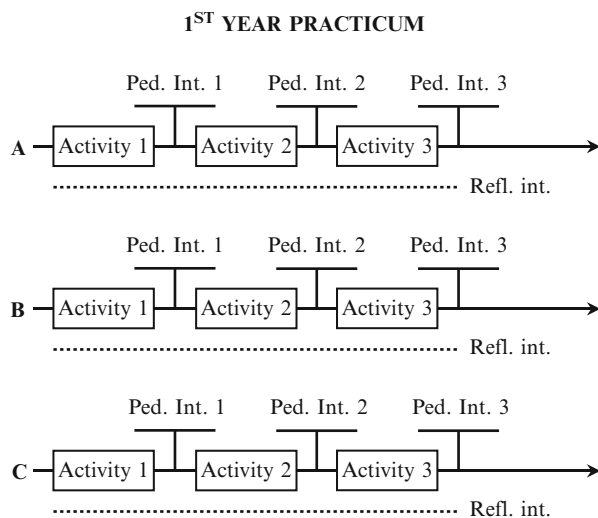 1ST YEAR PRACTICUM
Ped. Int. 1 Ped. Int. 2 Ped. Int. 3
A Activity 1 Activity 2 Activity 3
Refl. int.
Ped. Int. 1 Ped. Int. 2 Ped. Int. 3
B Activity 1 Activity 2 Activity 3
Refl. int.
Ped. Int. 1 Ped. Int. 2 Ped. Int. 3
C Activity 1 Activity 2 Activity 3
Refl. int.